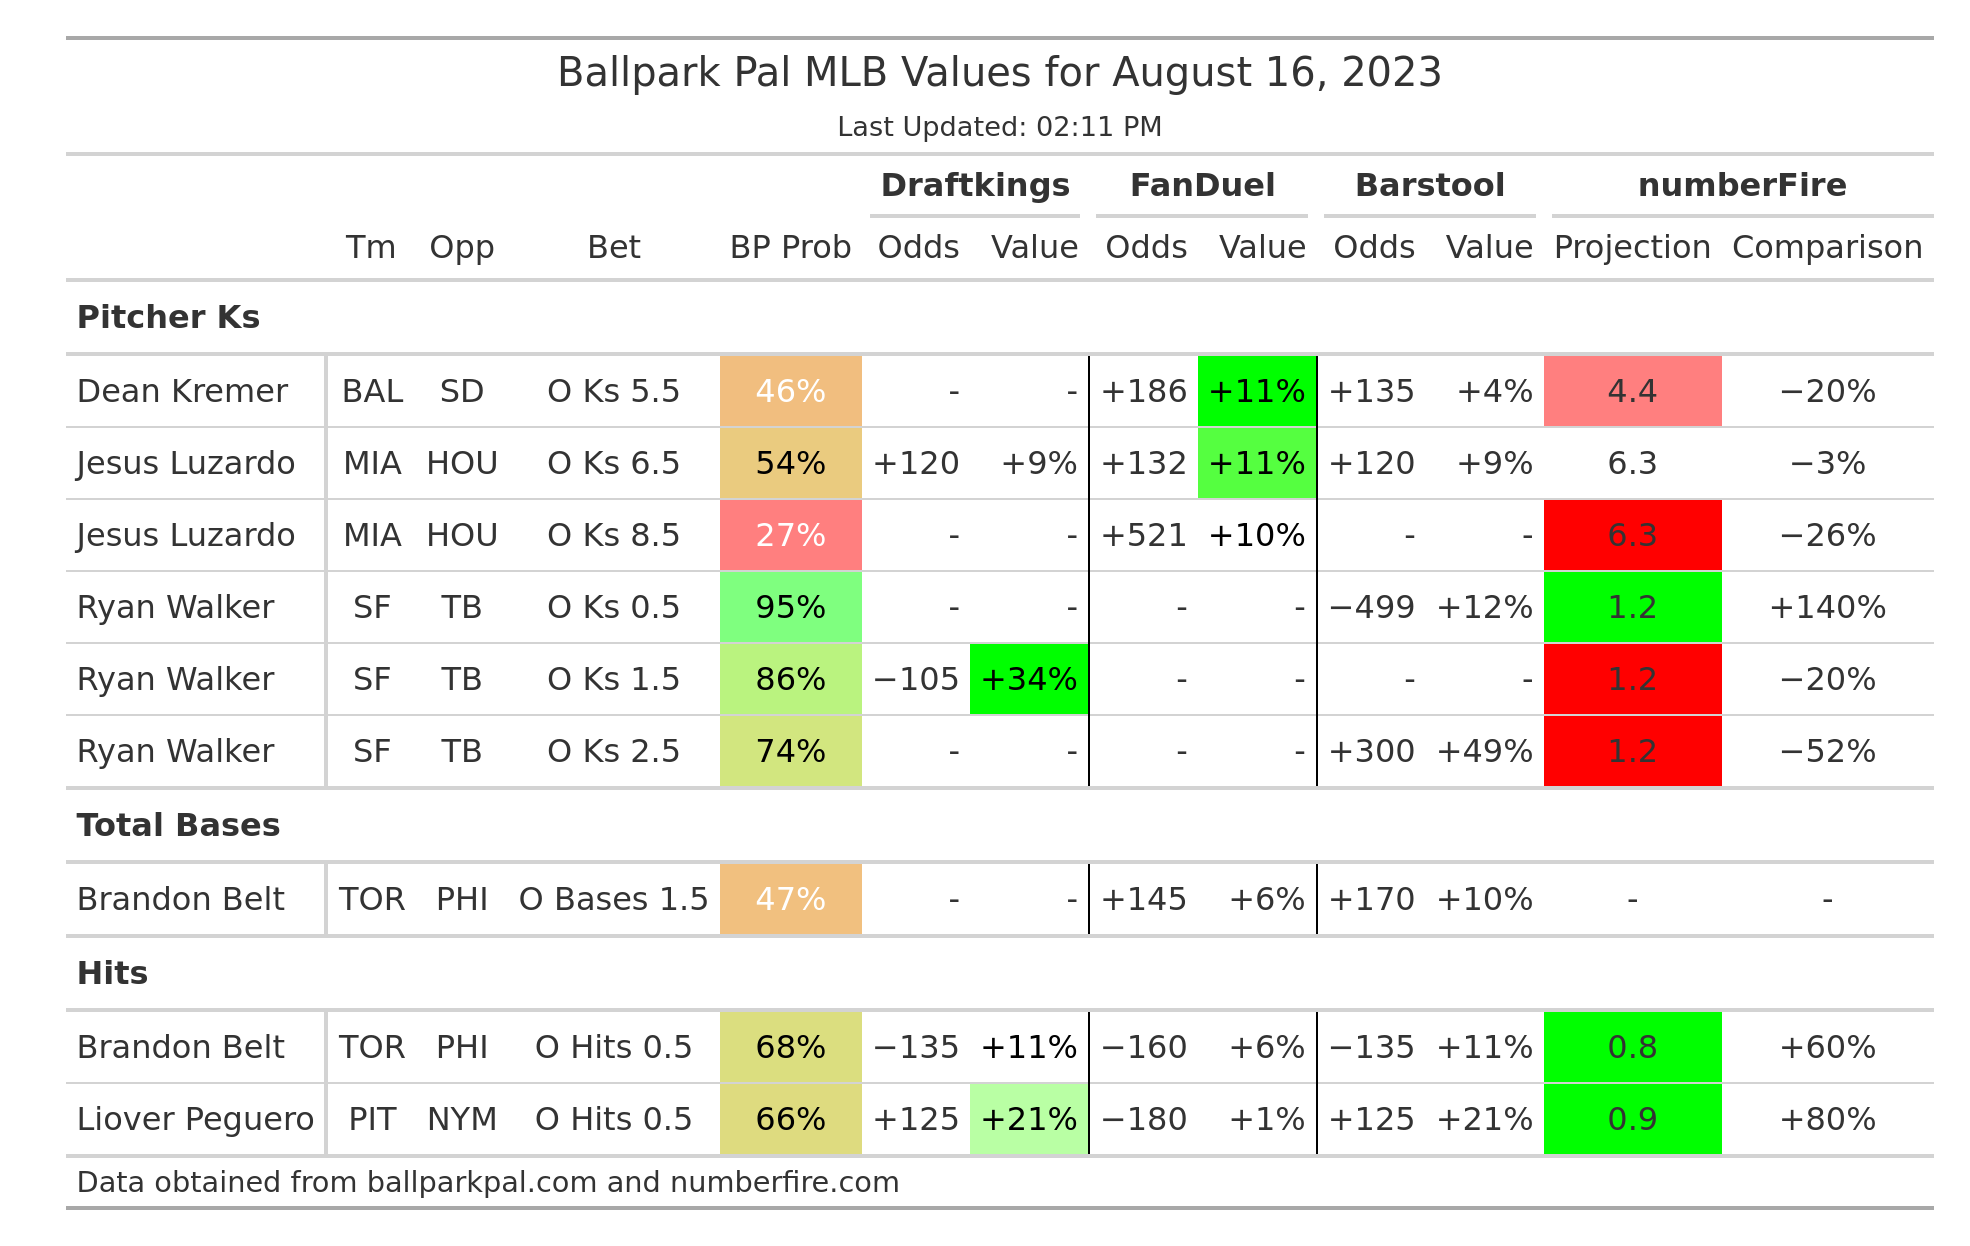 Ballpark Pal MLB Values for August 16, 2023
Last Updated: 02:11 PM
Draftkings FanDuel Barstool numberFire
Tm Opp Bet BP Prob Odds Value Odds Value Odds Value Projection Comparison
Pitcher Ks
Dean Kremer BAL SD O Ks 5.5 46% - - +186 +11% +135 +4% 4.4 −20%
Jesus Luzardo MIA HOU O Ks 6.5 54% +120 +9% +132 +11% +120 +9% 6.3 −3%
Jesus Luzardo MIA HOU O Ks 8.5 27% - - +521 +10% - - 6.3 −26%
Ryan Walker SF TB O Ks 0.5 95% - - - - −499 +12% 1.2 +140%
Ryan Walker SF TB O Ks 1.5 86% −105 +34% - - - - 1.2 −20%
Ryan Walker SF TB O Ks 2.5 74% - - - - +300 +49% 1.2 −52%
Total Bases
Brandon Belt TOR PHI O Bases 1.5 47% - - +145 +6% +170 +10% - -
Hits
Brandon Belt TOR PHI O Hits 0.5 68% −135 +11% −160 +6% −135 +11% 0.8 +60%
Liover Peguero PIT NYM O Hits 0.5 66% +125 +21% −180 +1% +125 +21% 0.9 +80%
Data obtained from ballparkpal.com and numberfire.com